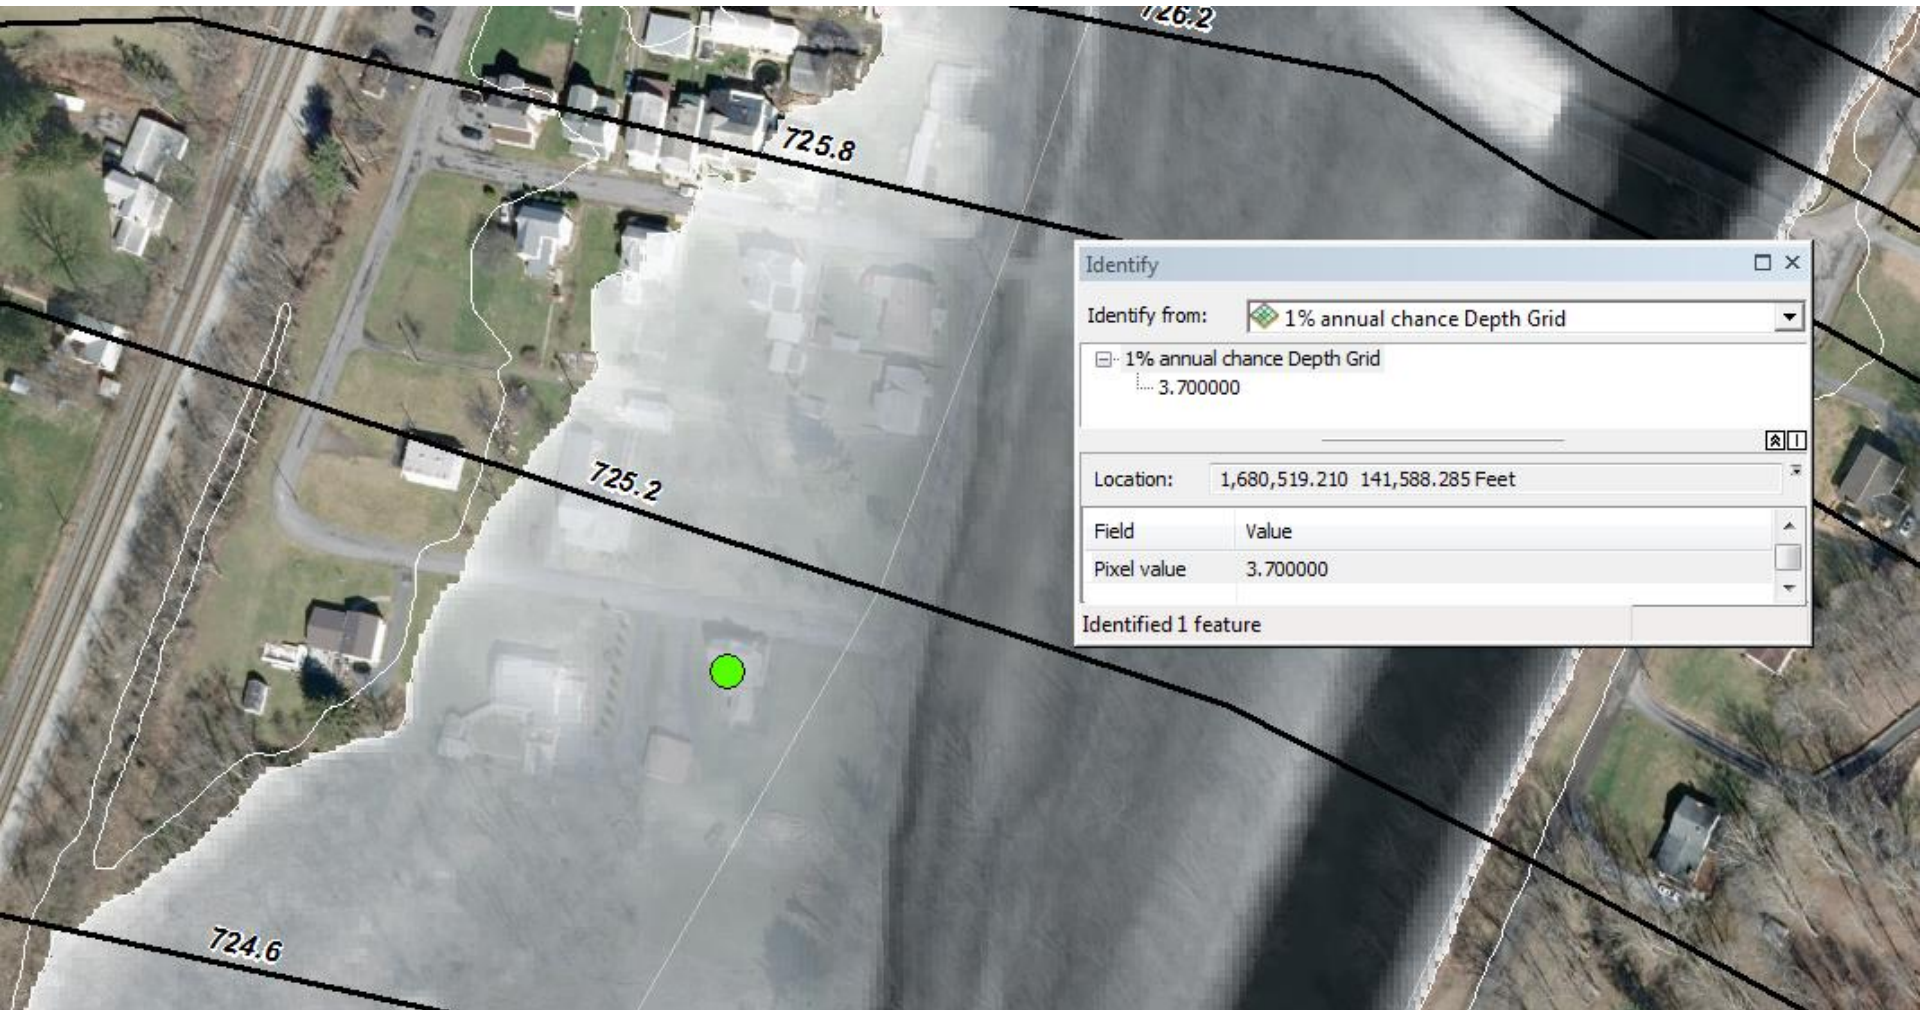 726.2
725.8
Identify
Identify from: 1% annual chance Depth Grid
1% annual chance Depth Grid
3.700000
725.2
Location: 1,680,519.210 141,588.285 Feet
Field Value
Pixel value 3.700000
Identified 1 feature
724.6